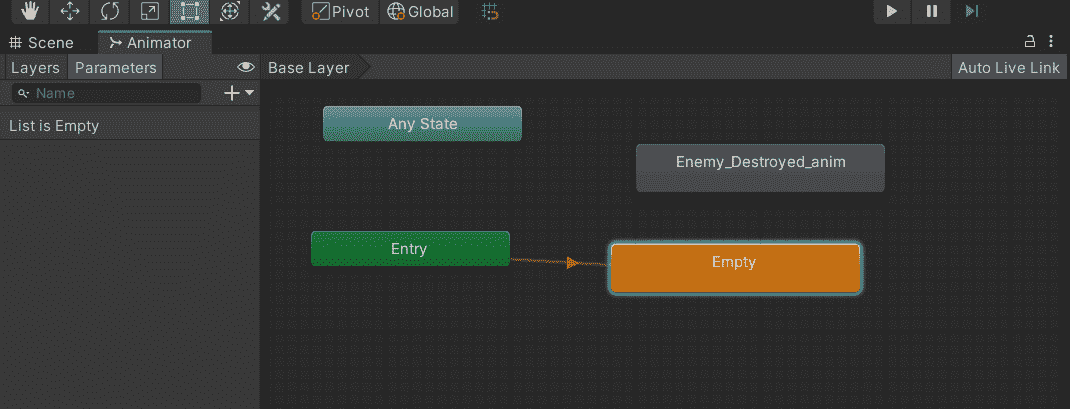 Pivot Global
Scene Animator
Layers Parameters Base Layer Auto Live Link
Name
List is Empty
Any State
Enemy_Destroyed_anim
Entry
Empty